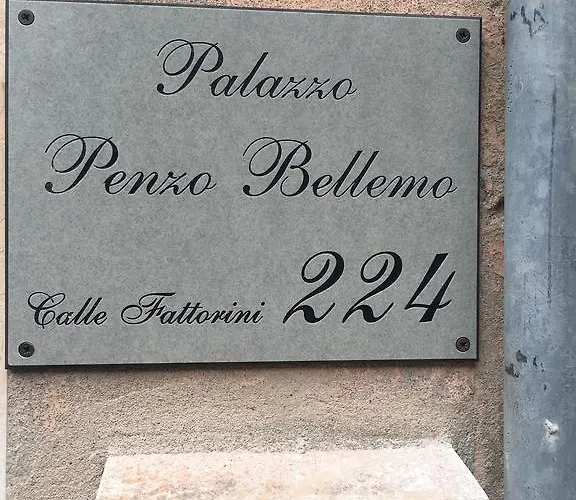 Palazzo
Penzo Bellemo
Calle Fattorini 224